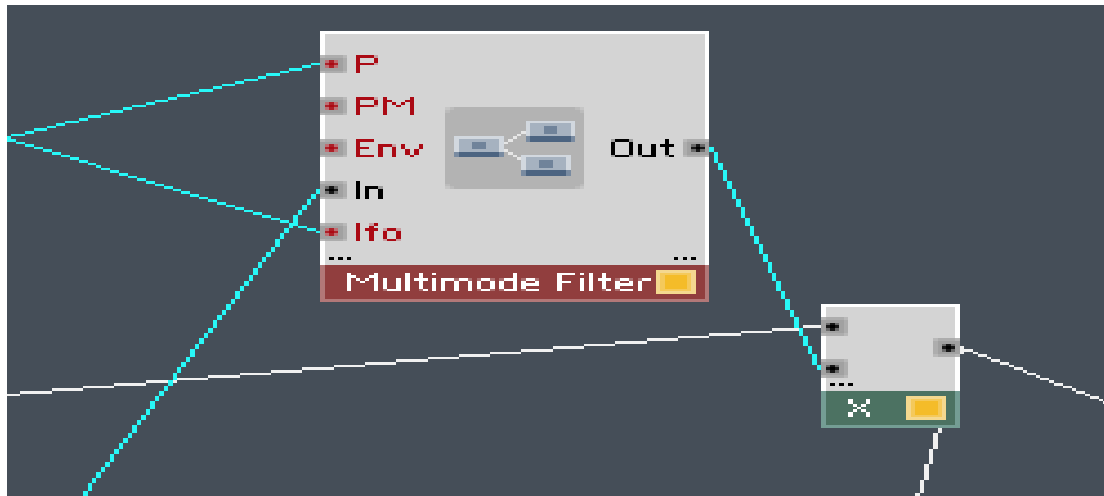 P
PM
Env
In
lfo
Out
...
...
Multimode Filter
...
X